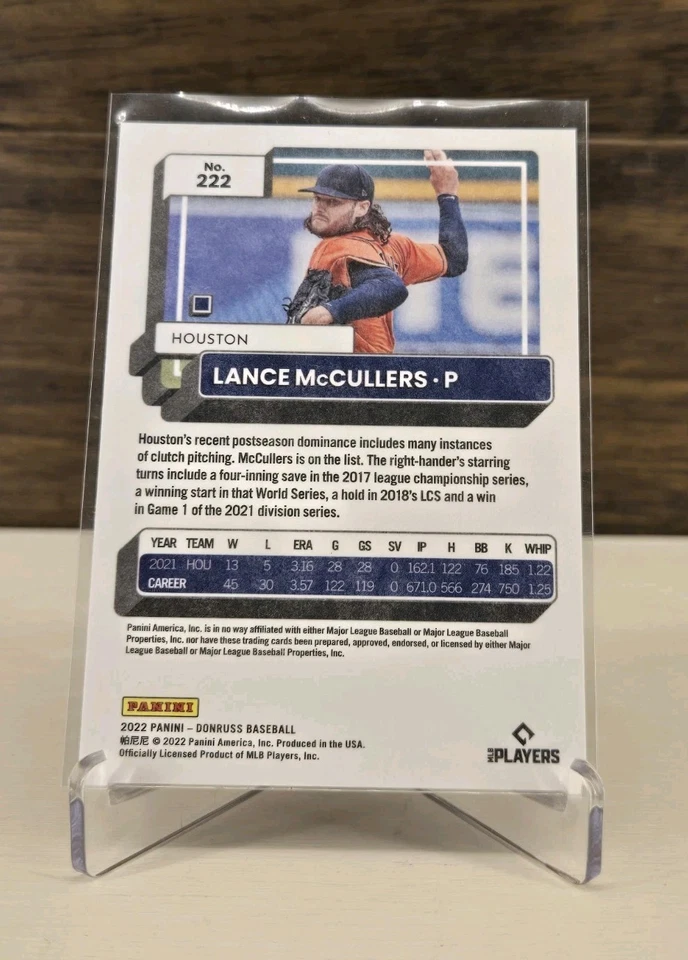 No.
222
HOUSTON
LANCE McCULLERS · P
Houston's recent postseason dominance includes many instances
of clutch pitching. McCullers is on the list. The right-hander's starring
turns include a four-inning save in the 2017 league championship series,
a winning start in that World Series, a hold in 2018's LCS and a win
in Game 1 of the 2021 division series.
YEAR TEAM W L ERA G GS SV IP H BB K WHIP
2021 HOU 13 5 3.16 28 28 0 162.1 122 76 185 1.22
CAREER 45 30 3.57 122 119 0 671.0 566 274 750 1.25
Panini America, Inc. is in no way affiliated with either Major League Baseball or Major League Baseball
Properties, Inc. nor have these trading cards been prepared, approved, endorsed, or licensed by either Major
League Baseball or Major League Baseball Properties, Inc.
PANINI
2022 PANINI – DONRUSS BASEBALL
帕尼尼 © 2022 Panini America, Inc. Produced in the USA.
Officially Licensed Product of MLB Players, Inc.
MLB PLAYERS